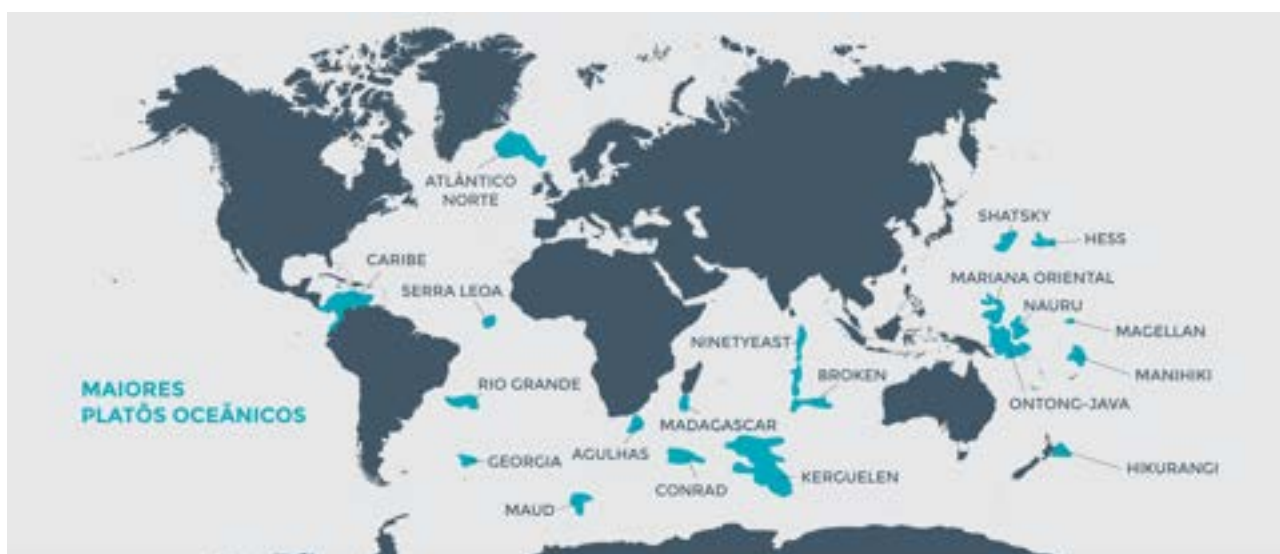 ATLÂNTICO
NORTE
SHATSKY
HESS
CARIBE
MARIANA ORIENTAL
SERRA LEOA
NAURU
MAGELLAN
NINETYEAST
BROKEN
MANIHIKI
MAIORES
PLATÔS OCEÂNICOS
RIO GRANDE
ONTONG-JAVA
MADAGASCAR
AGULHAS
GEORGIA
HIKURANGI
KERGUELEN
CONRAD
MAUD